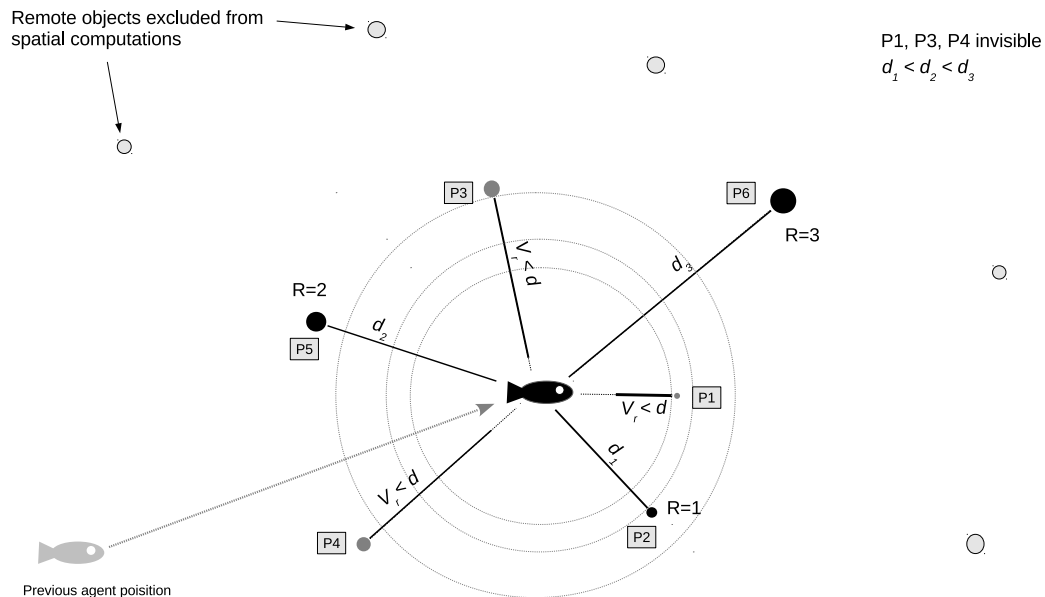 Remote objects excluded from
spatial computations
P1, P3, P4 invisible
d1 < d2 < d3
P3
P6
R=3
Vr < d
d3
R=2
d2
P5
Vr < d
P1
d1
Vr < d
R=1
P4
P2
Previous agent poisition